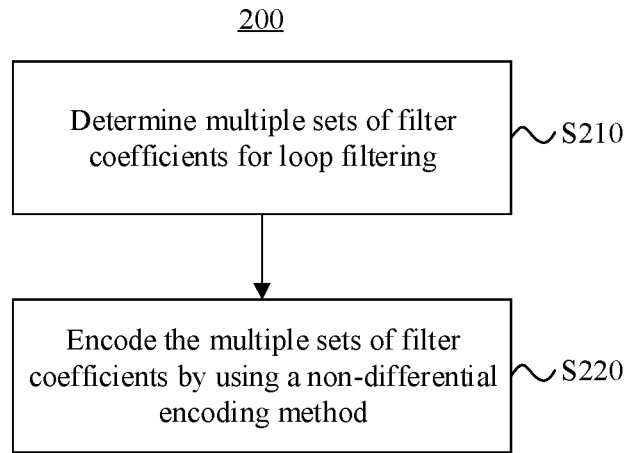 200
Determine multiple sets of filter
coefficients for loop filtering
S210
Encode the multiple sets of filter
coefficients by using a non-differential
encoding method
S220